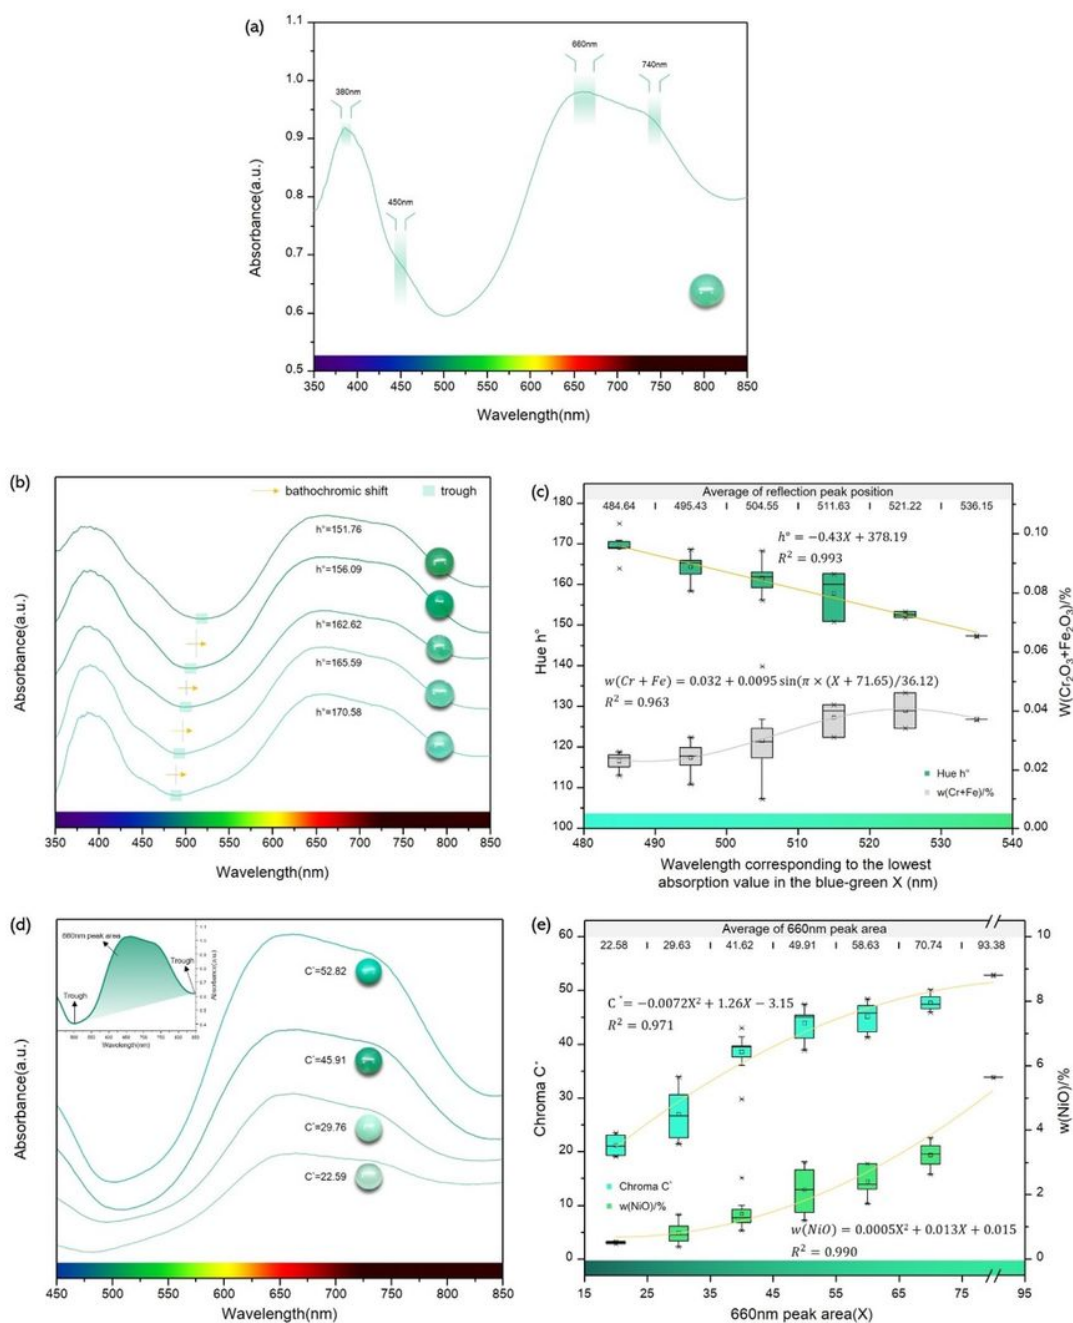 (a)
1.1
1.0
0.9
0.8
0.7
0.6
0.5
Absorbance(a.u.)
380nm
450nm
660nm
740nm
350 400 450 500 550 600 650 700 750 800 850
Wavelength(nm)
(b)
bathochromic shift
trough
h°=151.76
h°=156.09
h°=162.62
h°=165.59
h°=170.58
Absorbance(a.u.)
350 400 450 500 550 600 650 700 750 800 850
Wavelength(nm)
(c)
Average of reflection peak position
484.64 495.43 504.55 511.63 521.22 536.15
h° = −0.43X + 378.19
R² = 0.993
w(Cr + Fe) = 0.032 + 0.0095 sin(π × (X + 71.65)/36.12)
R² = 0.963
Hue h°
w(Cr+Fe)/%
180
170
160
150
140
130
120
110
100
Hue h°
0.10
0.08
0.06
0.04
0.02
0.00
W(Cr₂O₃+Fe₂O₃)/%
480 490 500 510 520 530 540
Wavelength corresponding to the lowest
absorption value in the blue-green X (nm)
(d)
660nm peak area
Trough
Trough
Absorbance(a.u.)
Wavelength(nm)
C*=52.82
C*=45.91
C*=29.76
C*=22.59
Absorbance(a.u.)
450 500 550 600 650 700 750 800 850
Wavelength(nm)
(e)
Average of 660nm peak area
22.58 29.63 41.62 49.91 58.63 70.74 93.38
C* = −0.0072X² + 1.26X − 3.15
R² = 0.971
Chroma C*
w(NiO)/%
w(NiO) = 0.0005X² + 0.013X + 0.015
R² = 0.990
60
50
40
30
20
10
0
Chroma C*
10
8
6
4
2
0
w(NiO)/%
15 25 35 45 55 65 75 95
660nm peak area(X)